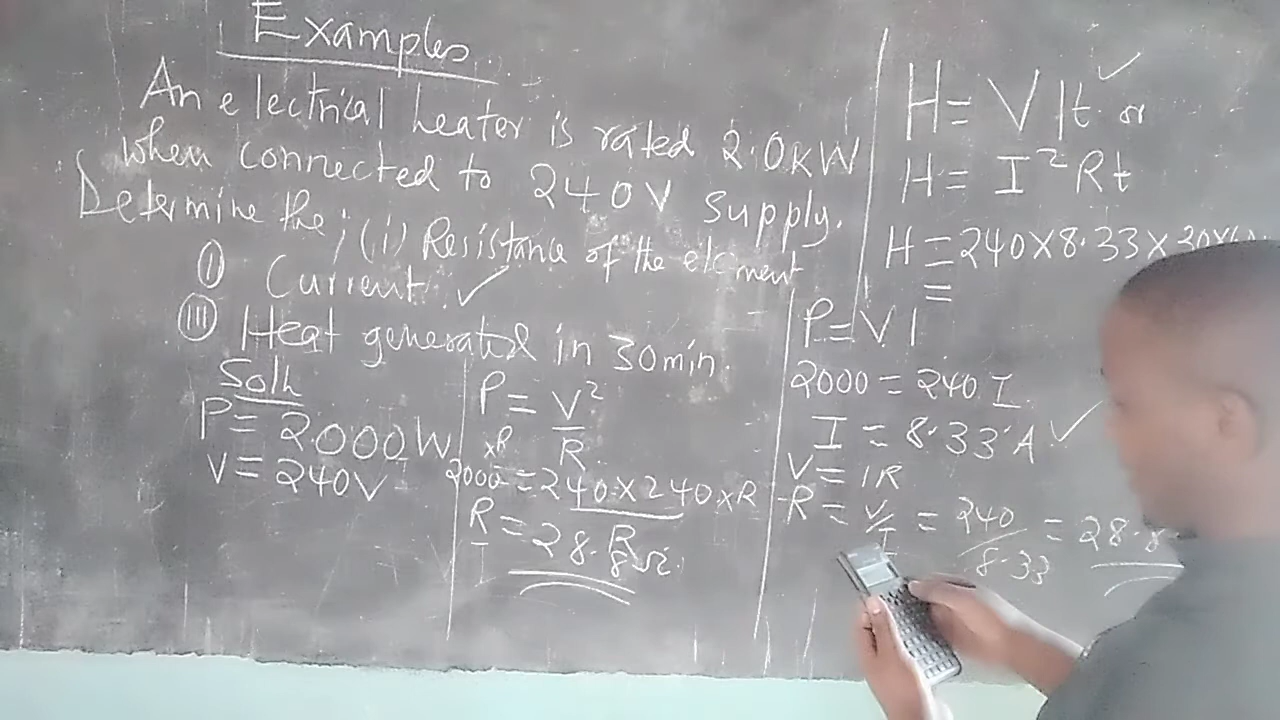 Examples
An electrical heater is rated 2.0KW
when connected to 240V supply.
Determine the; (i) Resistance of the element
(I) Current ✓
(III) Heat generated in 30min.
Soln
P = 2000W
V = 240V
P = V²/R
xR
2000 = 240 x 240 x R
R
R = 28.8Ω
H = VIt or ✓
H = I²Rt
H = 240 x 8.33 x
=
P = VI
2000 = 240 I
I = 8.33 A ✓
V = IR
R = V/I = 240/8.33 = 28.8